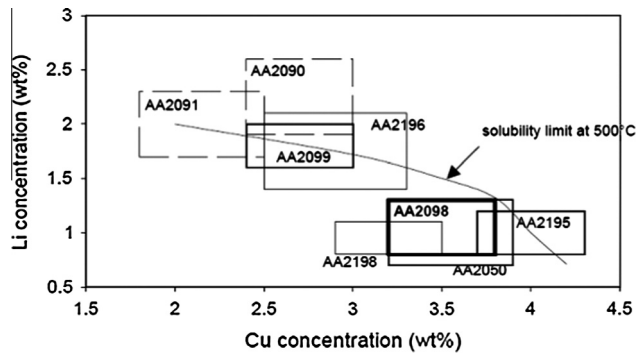 3
2.5
2
1.5
1
0.5
Li concentration (wt%)
AA2090
AA2091
AA2196
solubility limit at 500°C
AA2099
AA2098
AA2195
AA2198
AA2050
1.5
2
2.5
3
3.5
4
4.5
Cu concentration (wt%)